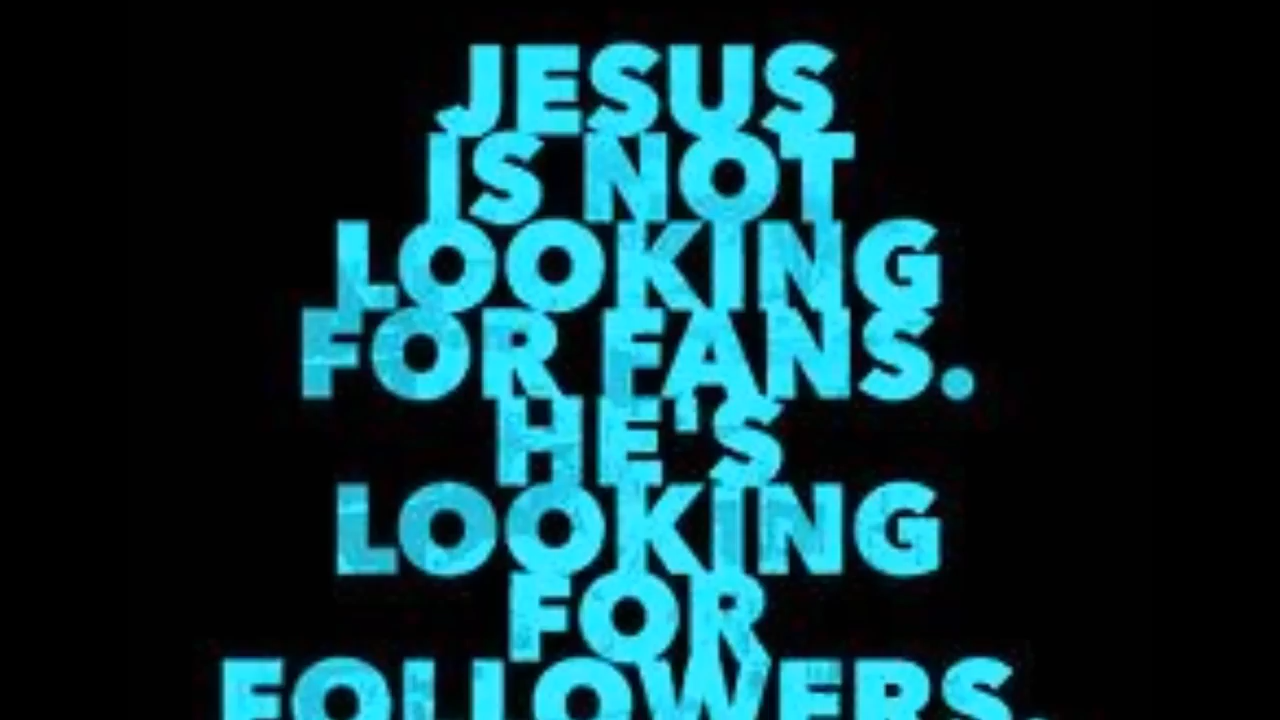 JESUS
IS NOT
LOOKING
FOR FANS.
HE'S
LOOKING
FOR
FOLLOWERS.